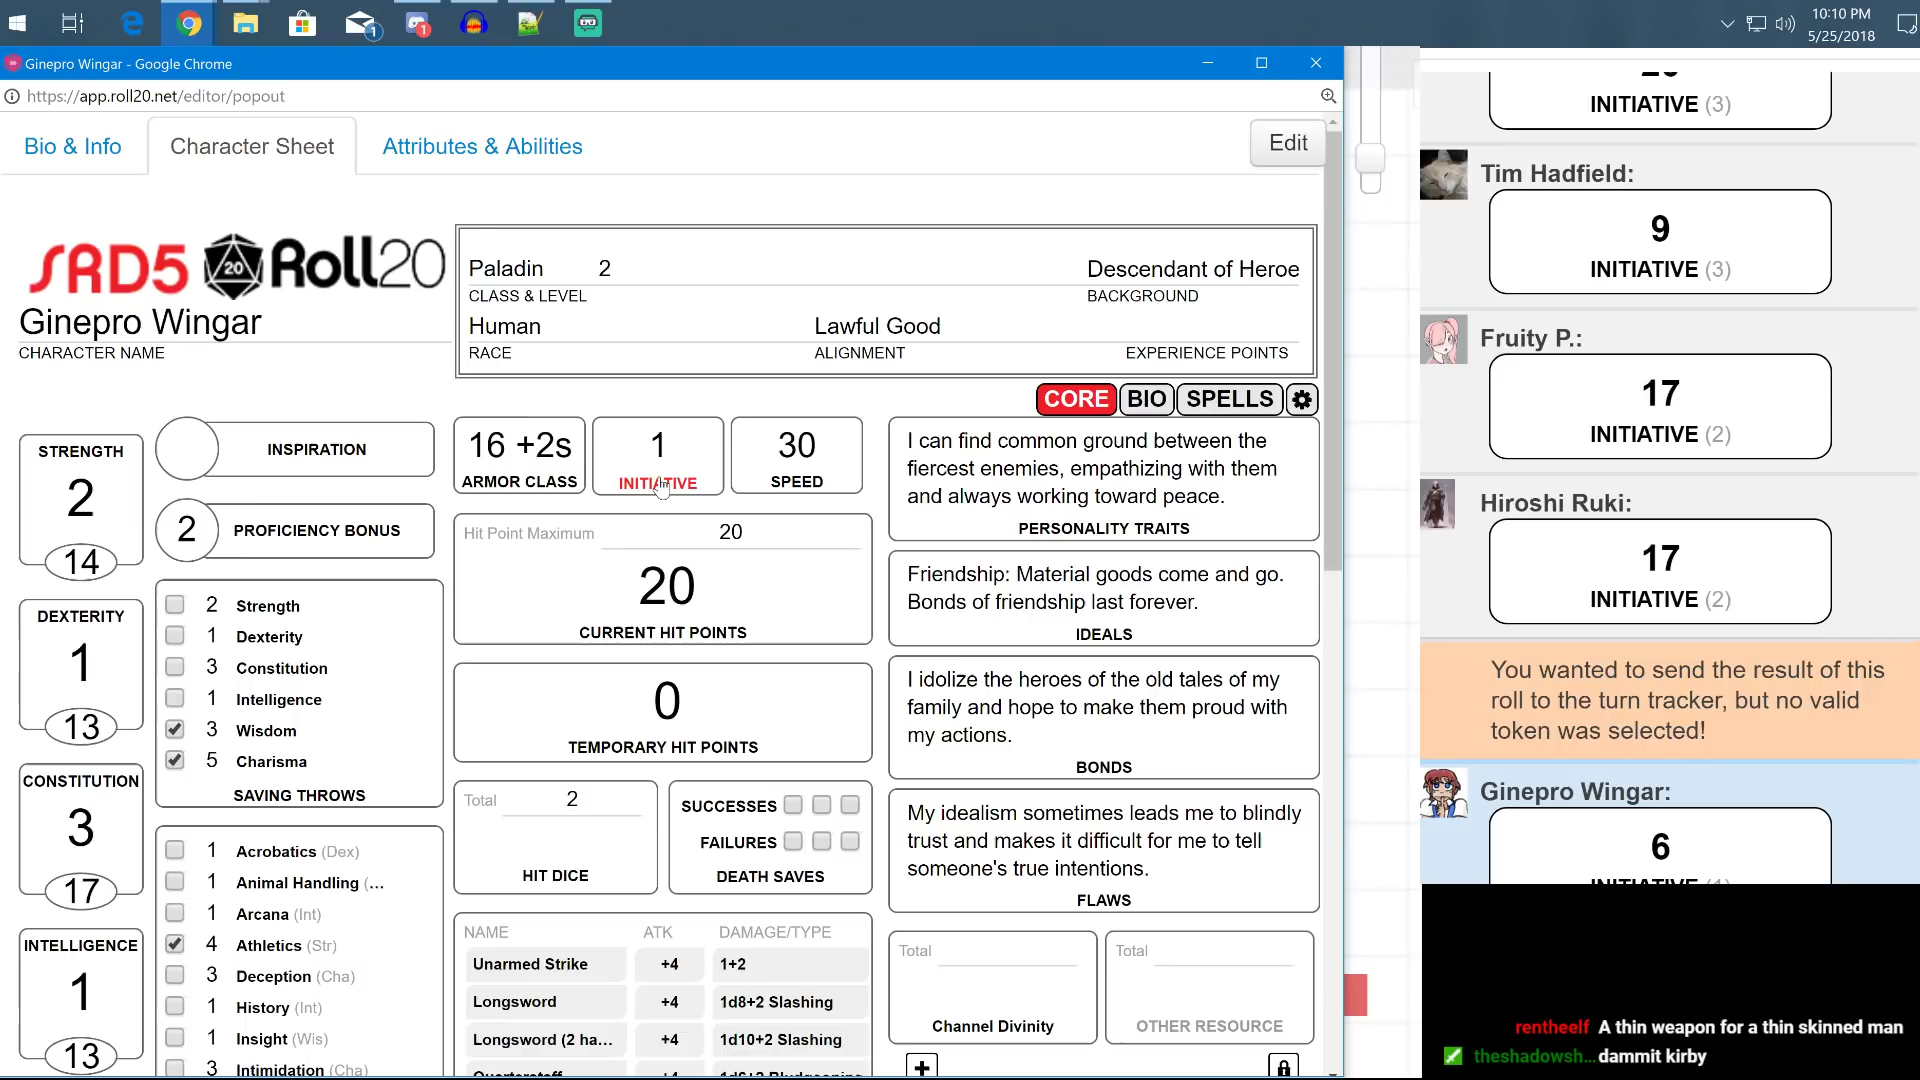 10:10 PM
5/25/2018
1
1
Ginepro Wingar - Google Chrome
https://app.roll20.net/editor/popout
Bio & Info
Character Sheet
Attributes & Abilities
Edit
SRD5 20 Roll20
Ginepro Wingar
CHARACTER NAME
Paladin 2
CLASS & LEVEL
Descendant of Heroe
BACKGROUND
Human
RACE
Lawful Good
ALIGNMENT
EXPERIENCE POINTS
CORE BIO SPELLS
STRENGTH
2
14
DEXTERITY
1
13
CONSTITUTION
3
17
INTELLIGENCE
1
13
INSPIRATION
2 PROFICIENCY BONUS
2 Strength
1 Dexterity
3 Constitution
1 Intelligence
3 Wisdom
5 Charisma
SAVING THROWS
1 Acrobatics (Dex)
1 Animal Handling (...
1 Arcana (Int)
4 Athletics (Str)
3 Deception (Cha)
1 History (Int)
1 Insight (Wis)
3 Intimidation (Cha)
16 +2s
ARMOR CLASS
1
INITIATIVE
30
SPEED
Hit Point Maximum 20
20
CURRENT HIT POINTS
0
TEMPORARY HIT POINTS
Total 2
HIT DICE
SUCCESSES
FAILURES
DEATH SAVES
NAME ATK DAMAGE/TYPE
Unarmed Strike +4 1+2
Longsword +4 1d8+2 Slashing
Longsword (2 ha... +4 1d10+2 Slashing
Quarterstaff +4 1d6+2 Bludgeoning
I can find common ground between the
fiercest enemies, empathizing with them
and always working toward peace.
PERSONALITY TRAITS
Friendship: Material goods come and go.
Bonds of friendship last forever.
IDEALS
I idolize the heroes of the old tales of my
family and hope to make them proud with
my actions.
BONDS
My idealism sometimes leads me to blindly
trust and makes it difficult for me to tell
someone's true intentions.
FLAWS
Total
Channel Divinity
Total
OTHER RESOURCE
INITIATIVE (3)
Tim Hadfield:
9
INITIATIVE (3)
Fruity P.:
17
INITIATIVE (2)
Hiroshi Ruki:
17
INITIATIVE (2)
You wanted to send the result of this
roll to the turn tracker, but no valid
token was selected!
Ginepro Wingar:
6
INITIATIVE (1)
rentheelf A thin weapon for a thin skinned man
theshadowsh... dammit kirby